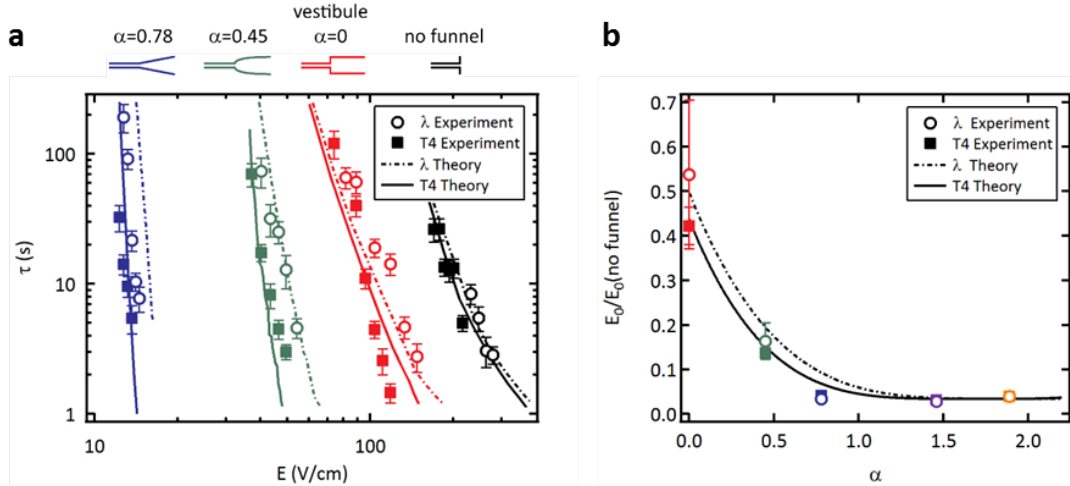 vestibule
a
α=0.78
α=0.45
α=0
no funnel
λ Experiment
T4 Experiment
λ Theory
T4 Theory
100
10
1
τ (s)
10
100
E (V/cm)
b
0.7
0.6
0.5
0.4
0.3
0.2
0.1
0.0
E₀/E₀(no funnel)
λ Experiment
T4 Experiment
λ Theory
T4 Theory
0.0
0.5
1.0
1.5
2.0
α